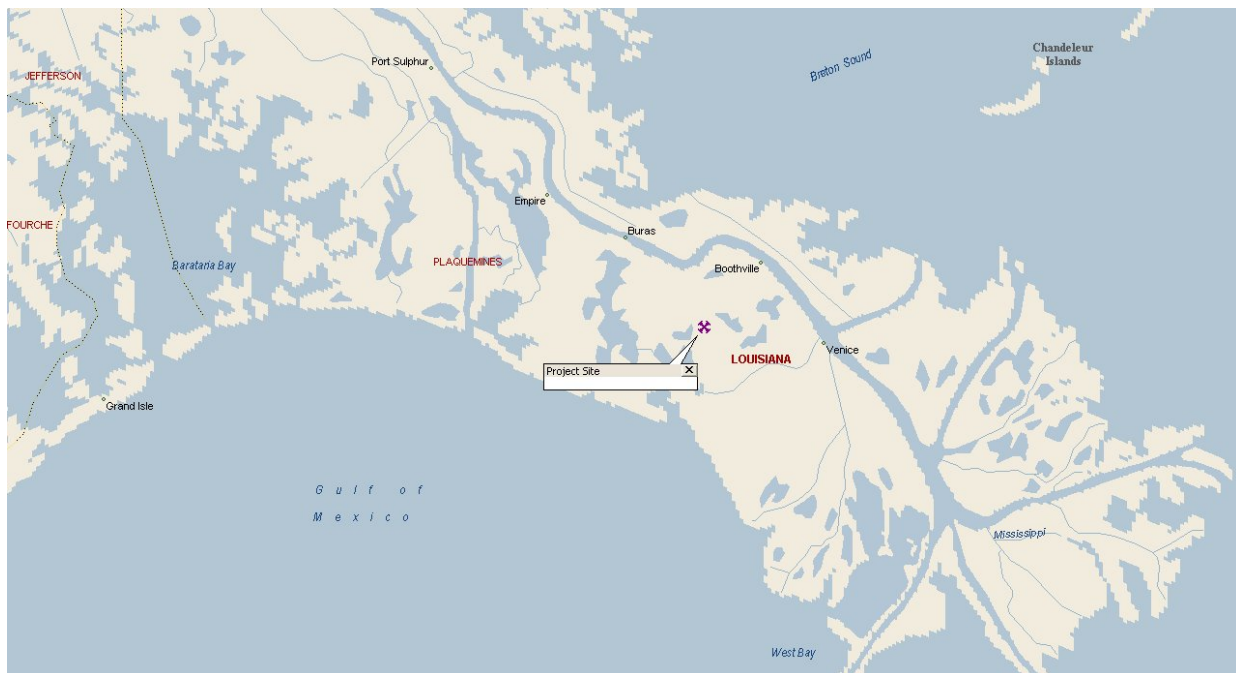 Chandeleur
Islands
Port Sulphur
Breton Sound
JEFFERSON
Empire
FOURCHE
Buras
Barataria Bay
PLAQUEMINES
Boothville
Venice
LOUISIANA
Project Site
Grand Isle
Gulf of
Mexico
Mississippi
West Bay